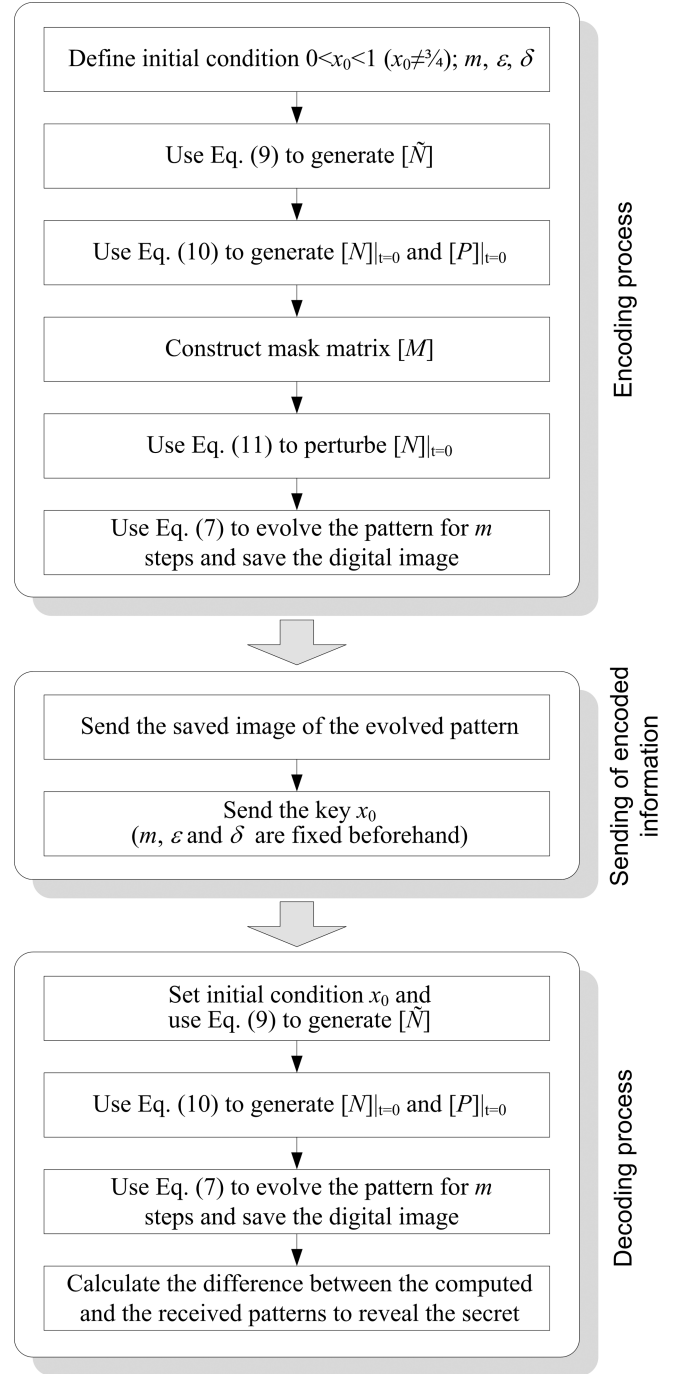 Define initial condition 0<x₀<1 (x₀≠¾); m, ε, δ
Use Eq. (9) to generate [Ñ]
Use Eq. (10) to generate [N]|t=0 and [P]|t=0
Construct mask matrix [M]
Use Eq. (11) to perturbe [N]|t=0
Use Eq. (7) to evolve the pattern for m
steps and save the digital image
Encoding process
Send the saved image of the evolved pattern
Send the key x₀
(m, ε and δ are fixed beforehand)
Sending of encoded
information
Set initial condition x₀ and
use Eq. (9) to generate [Ñ]
Use Eq. (10) to generate [N]|t=0 and [P]|t=0
Use Eq. (7) to evolve the pattern for m
steps and save the digital image
Calculate the difference between the computed
and the received patterns to reveal the secret
Decoding process